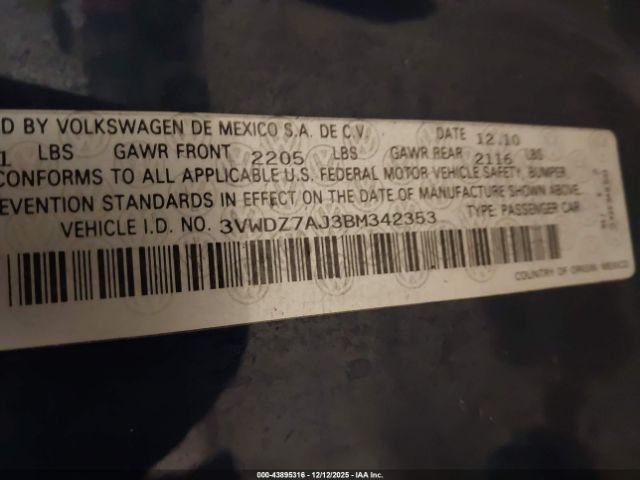 D BY VOLKSWAGEN DE MEXICO S.A. DE C.V. DATE 12.10
1 LBS GAWR FRONT 2205 LBS GAWR REAR 2116 LBS
CONFORMS TO ALL APPLICABLE U.S. FEDERAL MOTOR VEHICLE SAFETY, BUMPER,
EVENTION STANDARDS IN EFFECT ON THE DATE OF MANUFACTURE SHOWN ABOVE.
VEHICLE I.D. NO. 3VWDZ7AJ3BM342353 TYPE: PASSENGER CAR
COUNTRY OF ORIGIN: MEXICO
000-43895316 - 12/12/2025 - IAA Inc.